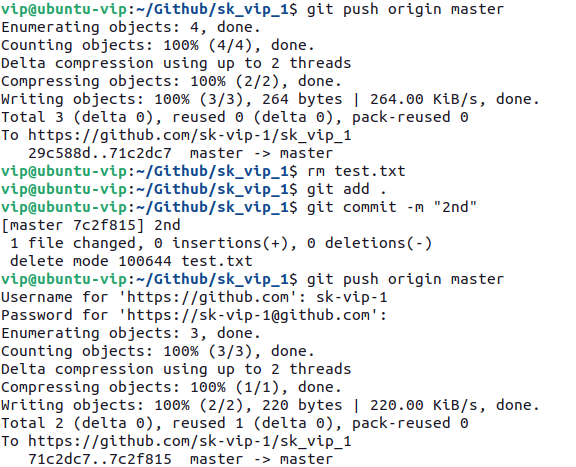 vip@ubuntu-vip:~/Github/sk_vip_1$ git push origin master
Enumerating objects: 4, done.
Counting objects: 100% (4/4), done.
Delta compression using up to 2 threads
Compressing objects: 100% (2/2), done.
Writing objects: 100% (3/3), 264 bytes | 264.00 KiB/s, done.
Total 3 (delta 0), reused 0 (delta 0), pack-reused 0
To https://github.com/sk-vip-1/sk_vip_1
   29c588d..71c2dc7  master -> master
vip@ubuntu-vip:~/Github/sk_vip_1$ rm test.txt
vip@ubuntu-vip:~/Github/sk_vip_1$ git add .
vip@ubuntu-vip:~/Github/sk_vip_1$ git commit -m "2nd"
[master 7c2f815] 2nd
 1 file changed, 0 insertions(+), 0 deletions(-)
 delete mode 100644 test.txt
vip@ubuntu-vip:~/Github/sk_vip_1$ git push origin master
Username for 'https://github.com': sk-vip-1
Password for 'https://sk-vip-1@github.com':
Enumerating objects: 3, done.
Counting objects: 100% (3/3), done.
Delta compression using up to 2 threads
Compressing objects: 100% (1/1), done.
Writing objects: 100% (2/2), 220 bytes | 220.00 KiB/s, done.
Total 2 (delta 0), reused 1 (delta 0), pack-reused 0
To https://github.com/sk-vip-1/sk_vip_1
   71c2dc7..7c2f815  master -> master